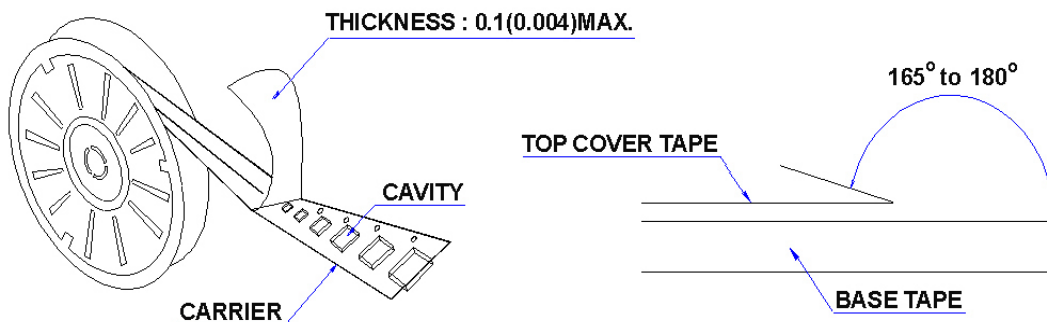 THICKNESS : 0.1(0.004)MAX.
CAVITY
CARRIER
165° to 180°
TOP COVER TAPE
BASE TAPE